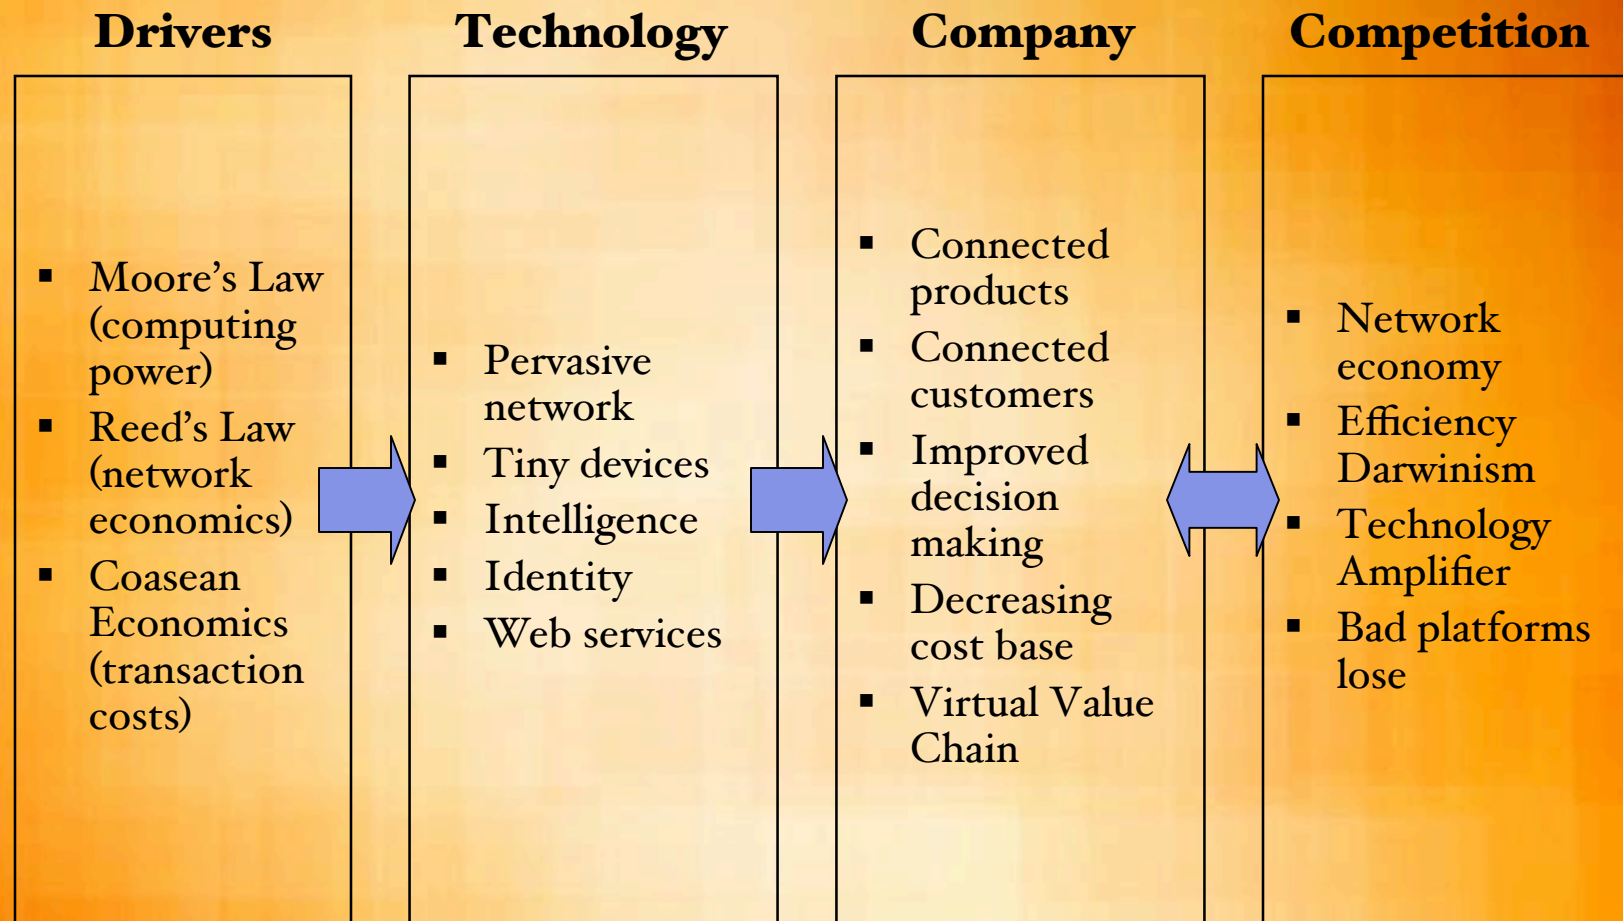 Drivers
▪ Moore’s Law
(computing
power)
▪ Reed’s Law
(network
economics)
▪ Coasean
Economics
(transaction
costs)
Technology
▪ Pervasive
network
▪ Tiny devices
▪ Intelligence
▪ Identity
▪ Web services
Company
▪ Connected
products
▪ Connected
customers
▪ Improved
decision
making
▪ Decreasing
cost base
▪ Virtual Value
Chain
Competition
▪ Network
economy
▪ Efficiency
Darwinism
▪ Technology
Amplifier
▪ Bad platforms
lose